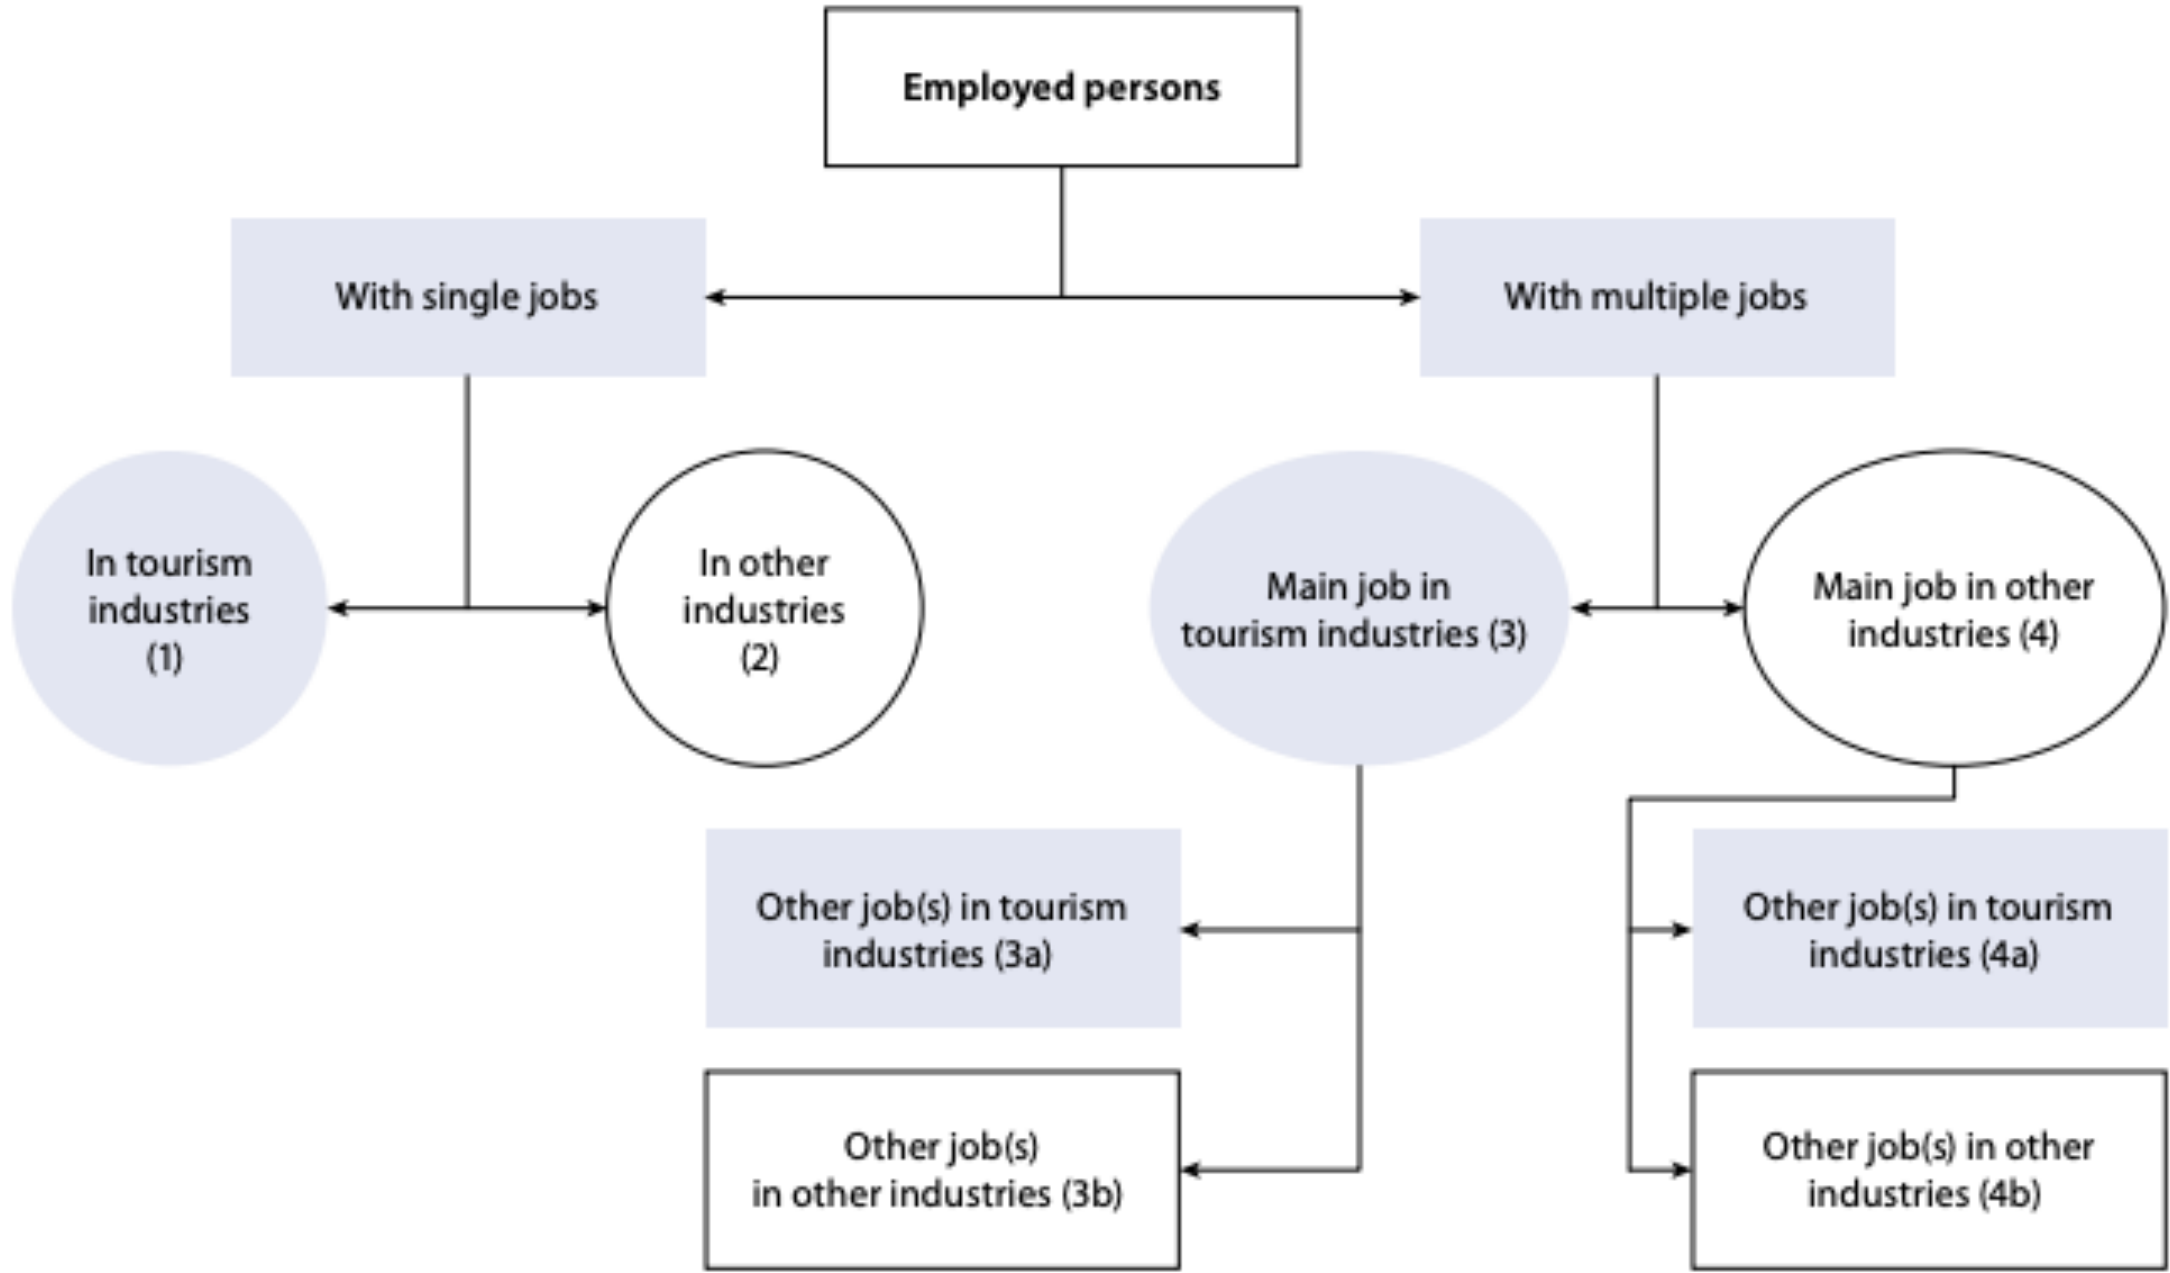 Employed persons
With single jobs
With multiple jobs
In tourism
industries
(1)
In other
industries
(2)
Main job in
tourism industries (3)
Main job in other
industries (4)
Other job(s) in tourism
industries (3a)
Other job(s) in tourism
industries (4a)
Other job(s)
in other industries (3b)
Other job(s) in other
industries (4b)